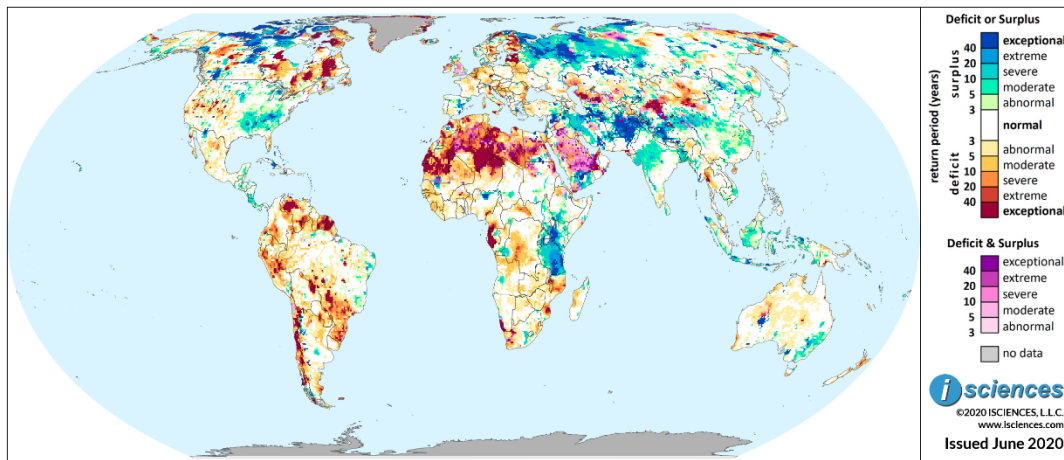 Deficit or Surplus
exceptional
40
extreme
20
severe
10
moderate
5
abnormal
3
normal
3
abnormal
5
moderate
10
severe
20
extreme
40
exceptional
return period (years)
surplus
deficit
Deficit & Surplus
exceptional
40
extreme
20
severe
10
moderate
5
abnormal
3
no data
i sciences
©2020 ISCIENCES, L.L.C.
www.isciences.com
Issued June 2020